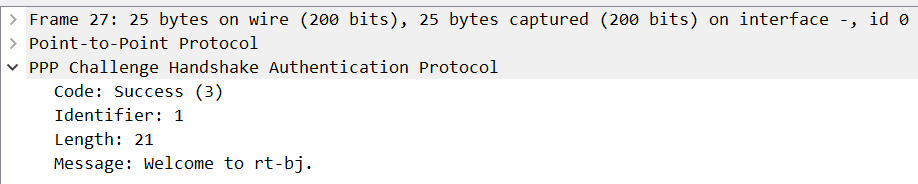 Frame 27: 25 bytes on wire (200 bits), 25 bytes captured (200 bits) on interface -, id 0
Point-to-Point Protocol
PPP Challenge Handshake Authentication Protocol
Code: Success (3)
Identifier: 1
Length: 21
Message: Welcome to rt-bj.